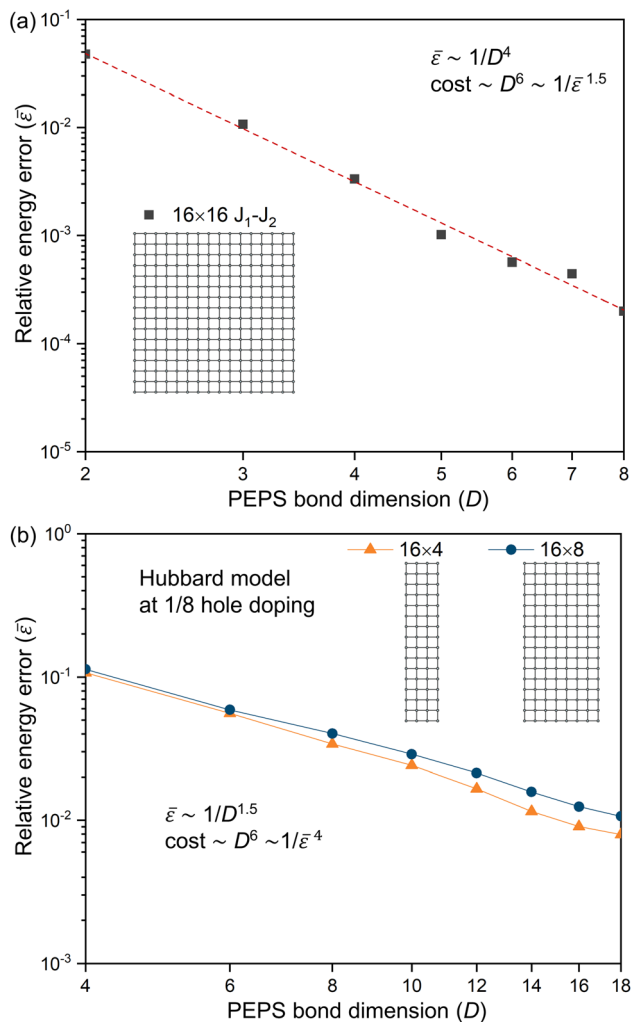 (a)
10⁻¹
10⁻²
10⁻³
10⁻⁴
10⁻⁵
Relative energy error (ε̄)
ε̄ ~ 1/D⁴
cost ~ D⁶ ~ 1/ε̄¹·⁵
16×16 J₁-J₂
2 3 4 5 6 7 8
PEPS bond dimension (D)
(b)
10⁰
10⁻¹
10⁻²
10⁻³
Relative energy error (ε̄)
16×4 16×8
Hubbard model
at 1/8 hole doping
ε̄ ~ 1/D¹·⁵
cost ~ D⁶ ~1/ε̄⁴
4 6 8 10 12 14 16 18
PEPS bond dimension (D)